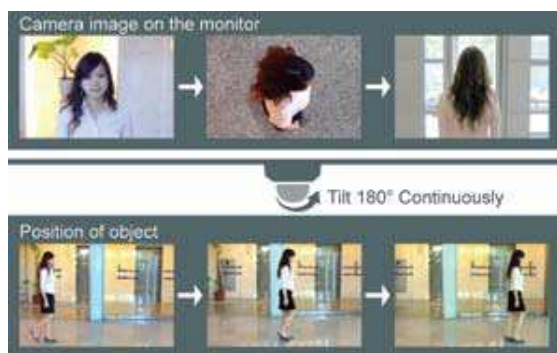 Camera image on the monitor
Tilt 180° Continuously
Position of object